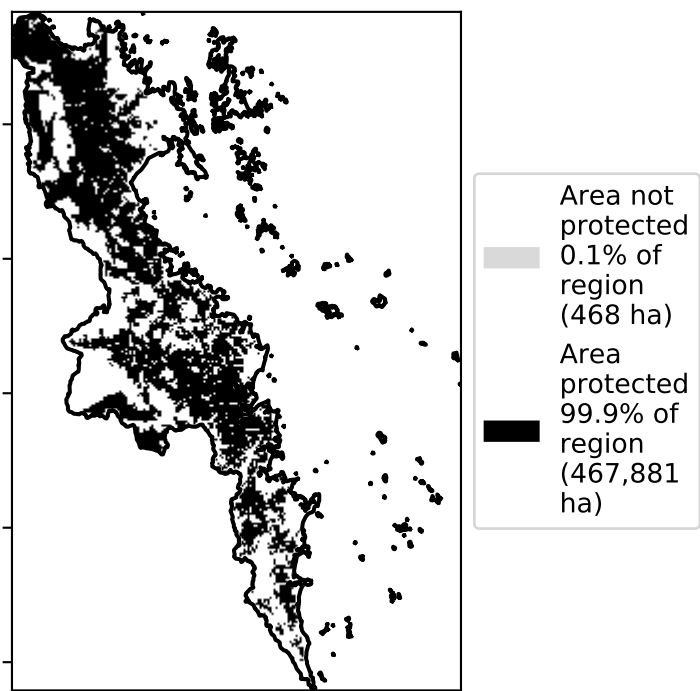 Area not
protected
0.1% of
region
(468 ha)
Area
protected
99.9% of
region
(467,881
ha)